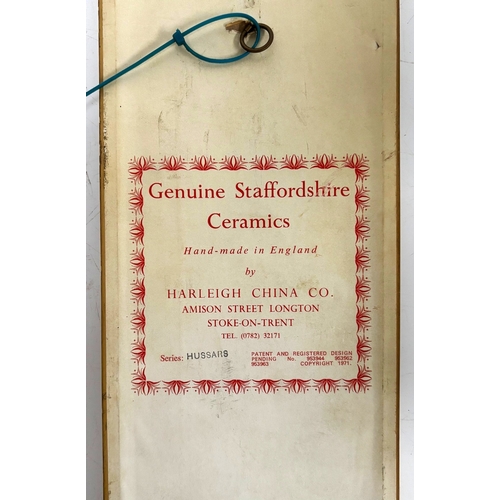 Genuine Staffordshire
Ceramics
Hand-made in England
by
HARLEIGH CHINA CO.
AMISON STREET LONGTON
STOKE-ON-TRENT
TEL. (0782) 32171
Series: HUSSARS
PATENT AND REGISTERED DESIGN
PENDING No. 953944 953962
953963 COPYRIGHT 1971.